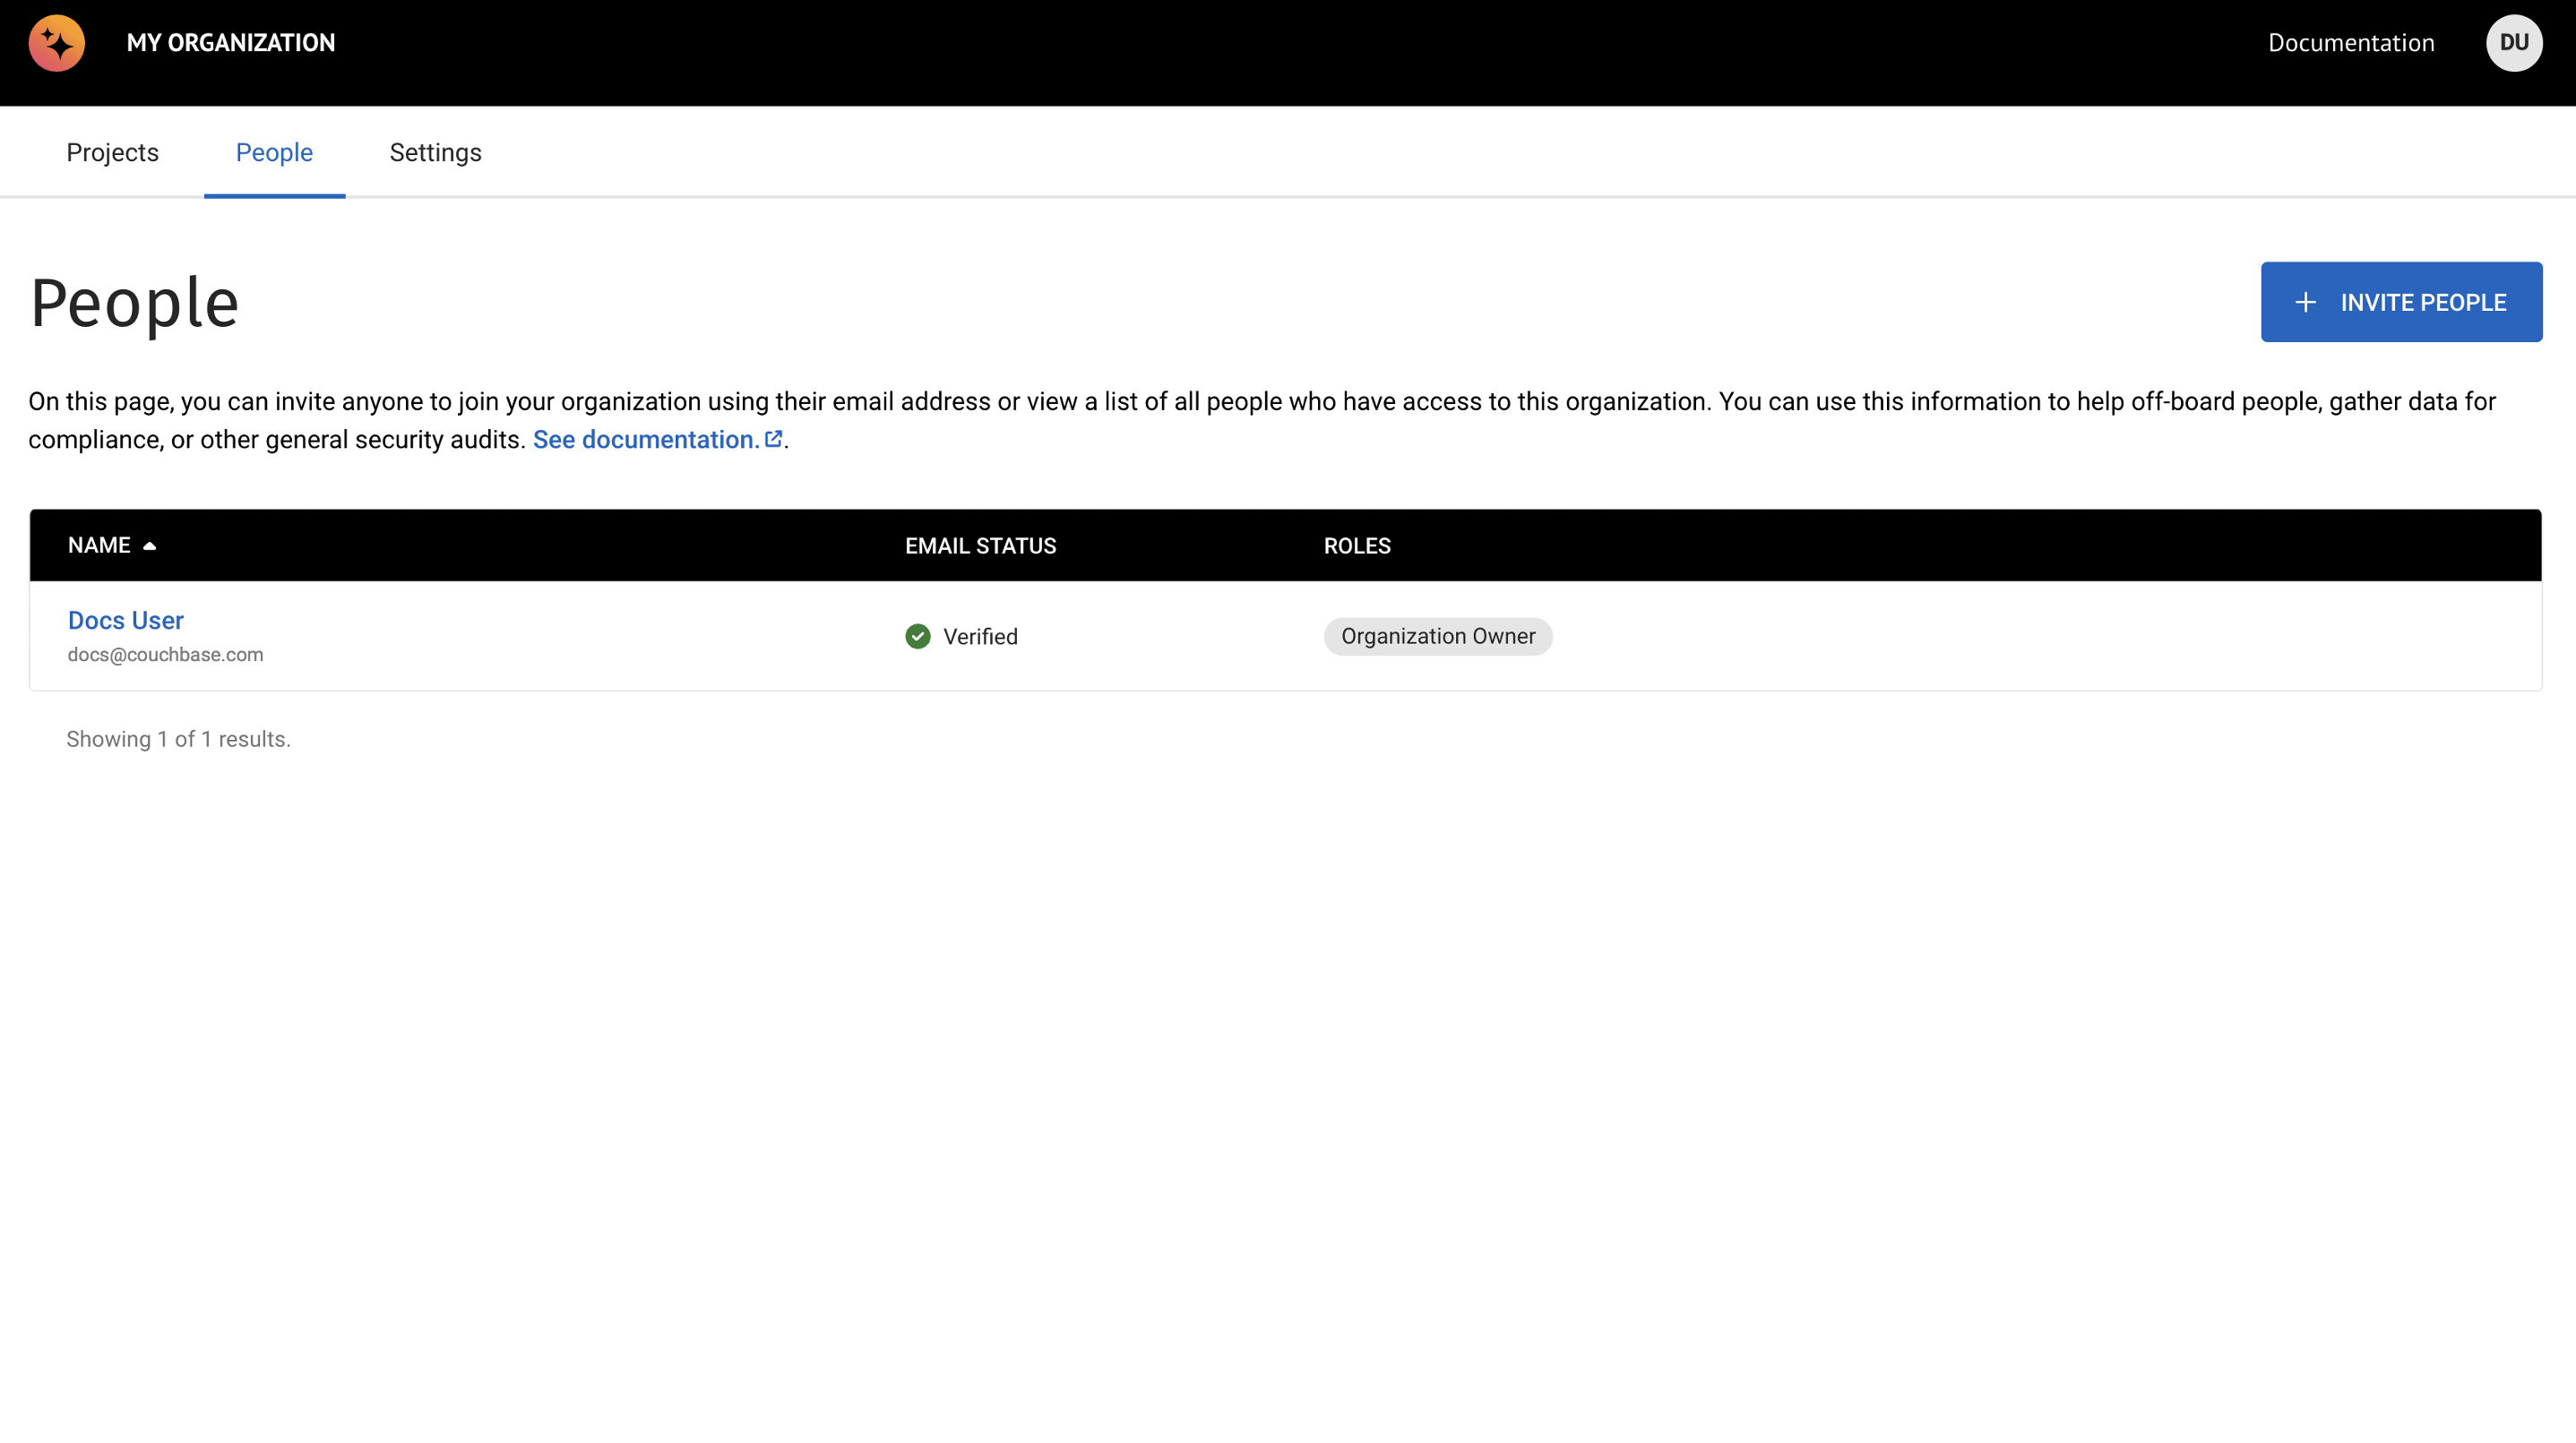 MY ORGANIZATION
Documentation
DU
Projects
People
Settings
People
INVITE PEOPLE
On this page, you can invite anyone to join your organization using their email address or view a list of all people who have access to this organization. You can use this information to help off-board people, gather data for
compliance, or other general security audits. See documentation..
NAME
EMAIL STATUS
ROLES
Docs User
docs@couchbase.com
Verified
Organization Owner
Showing 1 of 1 results.